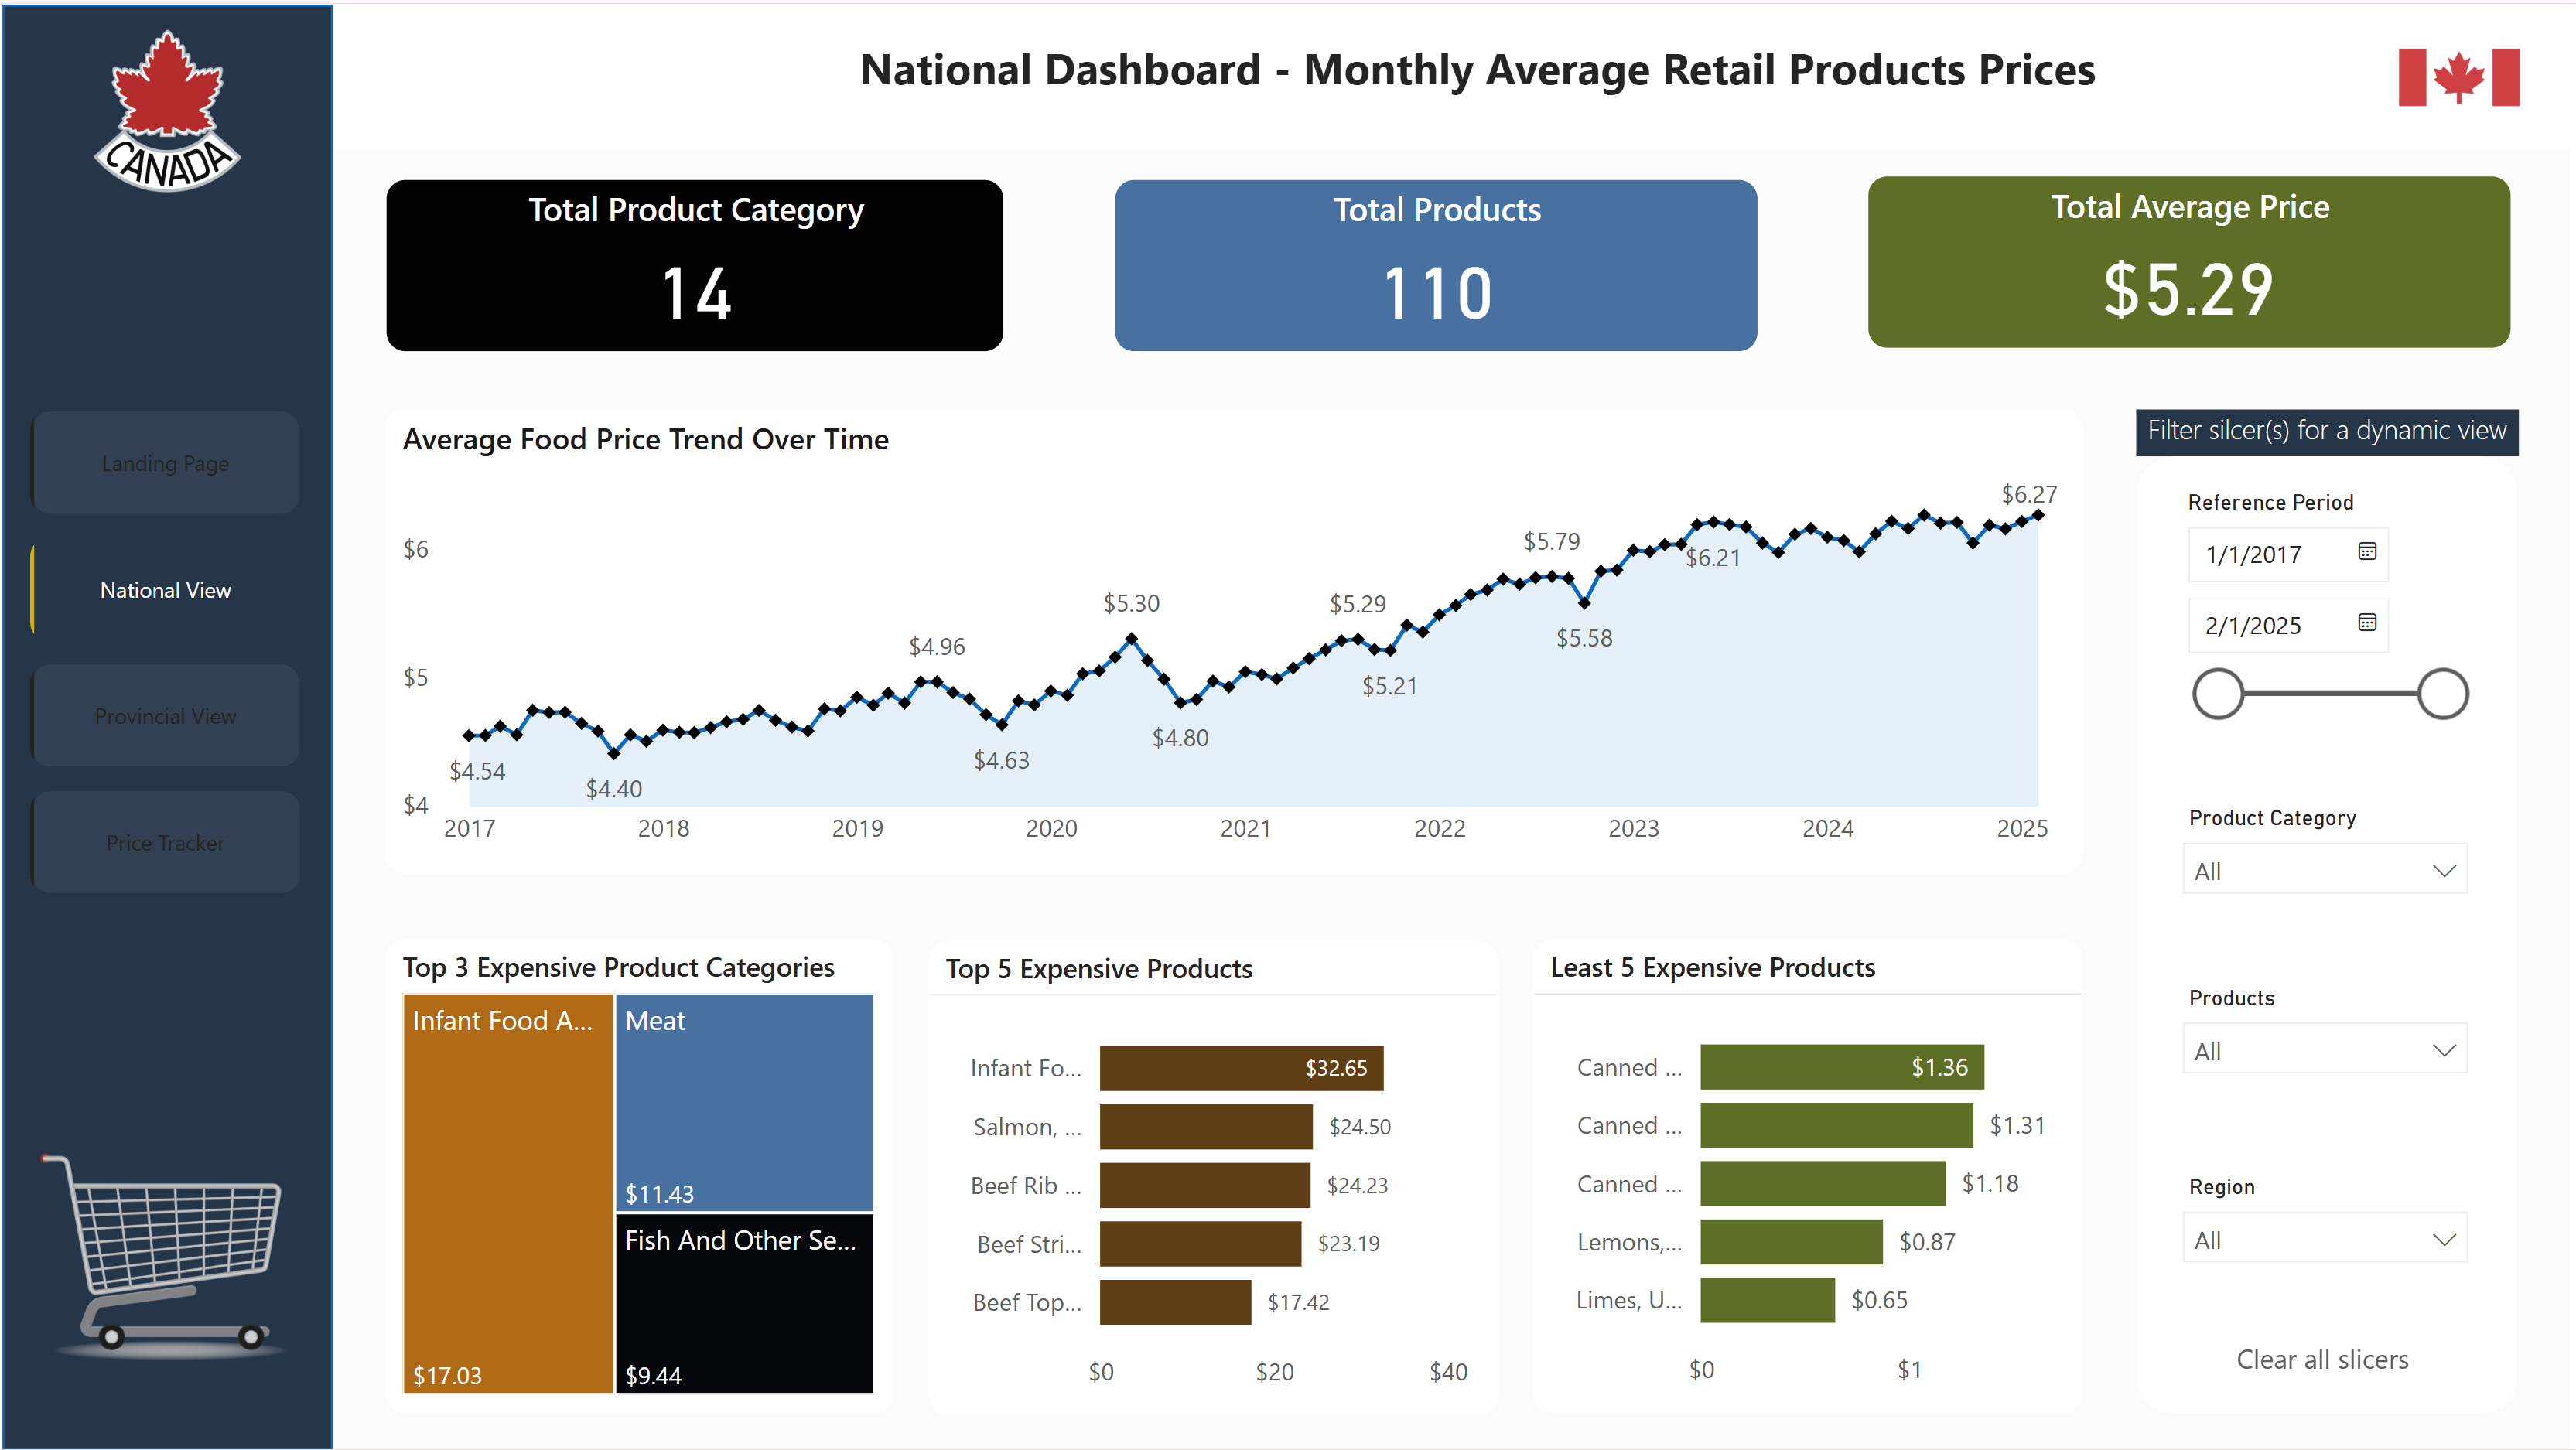 CANADA
National Dashboard - Monthly Average Retail Products Prices
Total Product Category
14
Total Products
110
Total Average Price
$5.29
Landing Page
National View
Provincial View
Price Tracker
Average Food Price Trend Over Time
$6
$5
$4
$4.54
$4.40
$4.96
$4.63
$5.30
$4.80
$5.29
$5.21
$5.79
$5.58
$6.21
$6.27
2017
2018
2019
2020
2021
2022
2023
2024
2025
Filter silcer(s) for a dynamic view
Reference Period
1/1/2017
2/1/2025
Product Category
All
Products
All
Region
All
Clear all slicers
Top 3 Expensive Product Categories
Infant Food A...
$17.03
Meat
$11.43
Fish And Other Se...
$9.44
Top 5 Expensive Products
Infant Fo... $32.65
Salmon, ... $24.50
Beef Rib ... $24.23
Beef Stri... $23.19
Beef Top... $17.42
$0 $20 $40
Least 5 Expensive Products
Canned ... $1.36
Canned ... $1.31
Canned ... $1.18
Lemons,... $0.87
Limes, U... $0.65
$0 $1